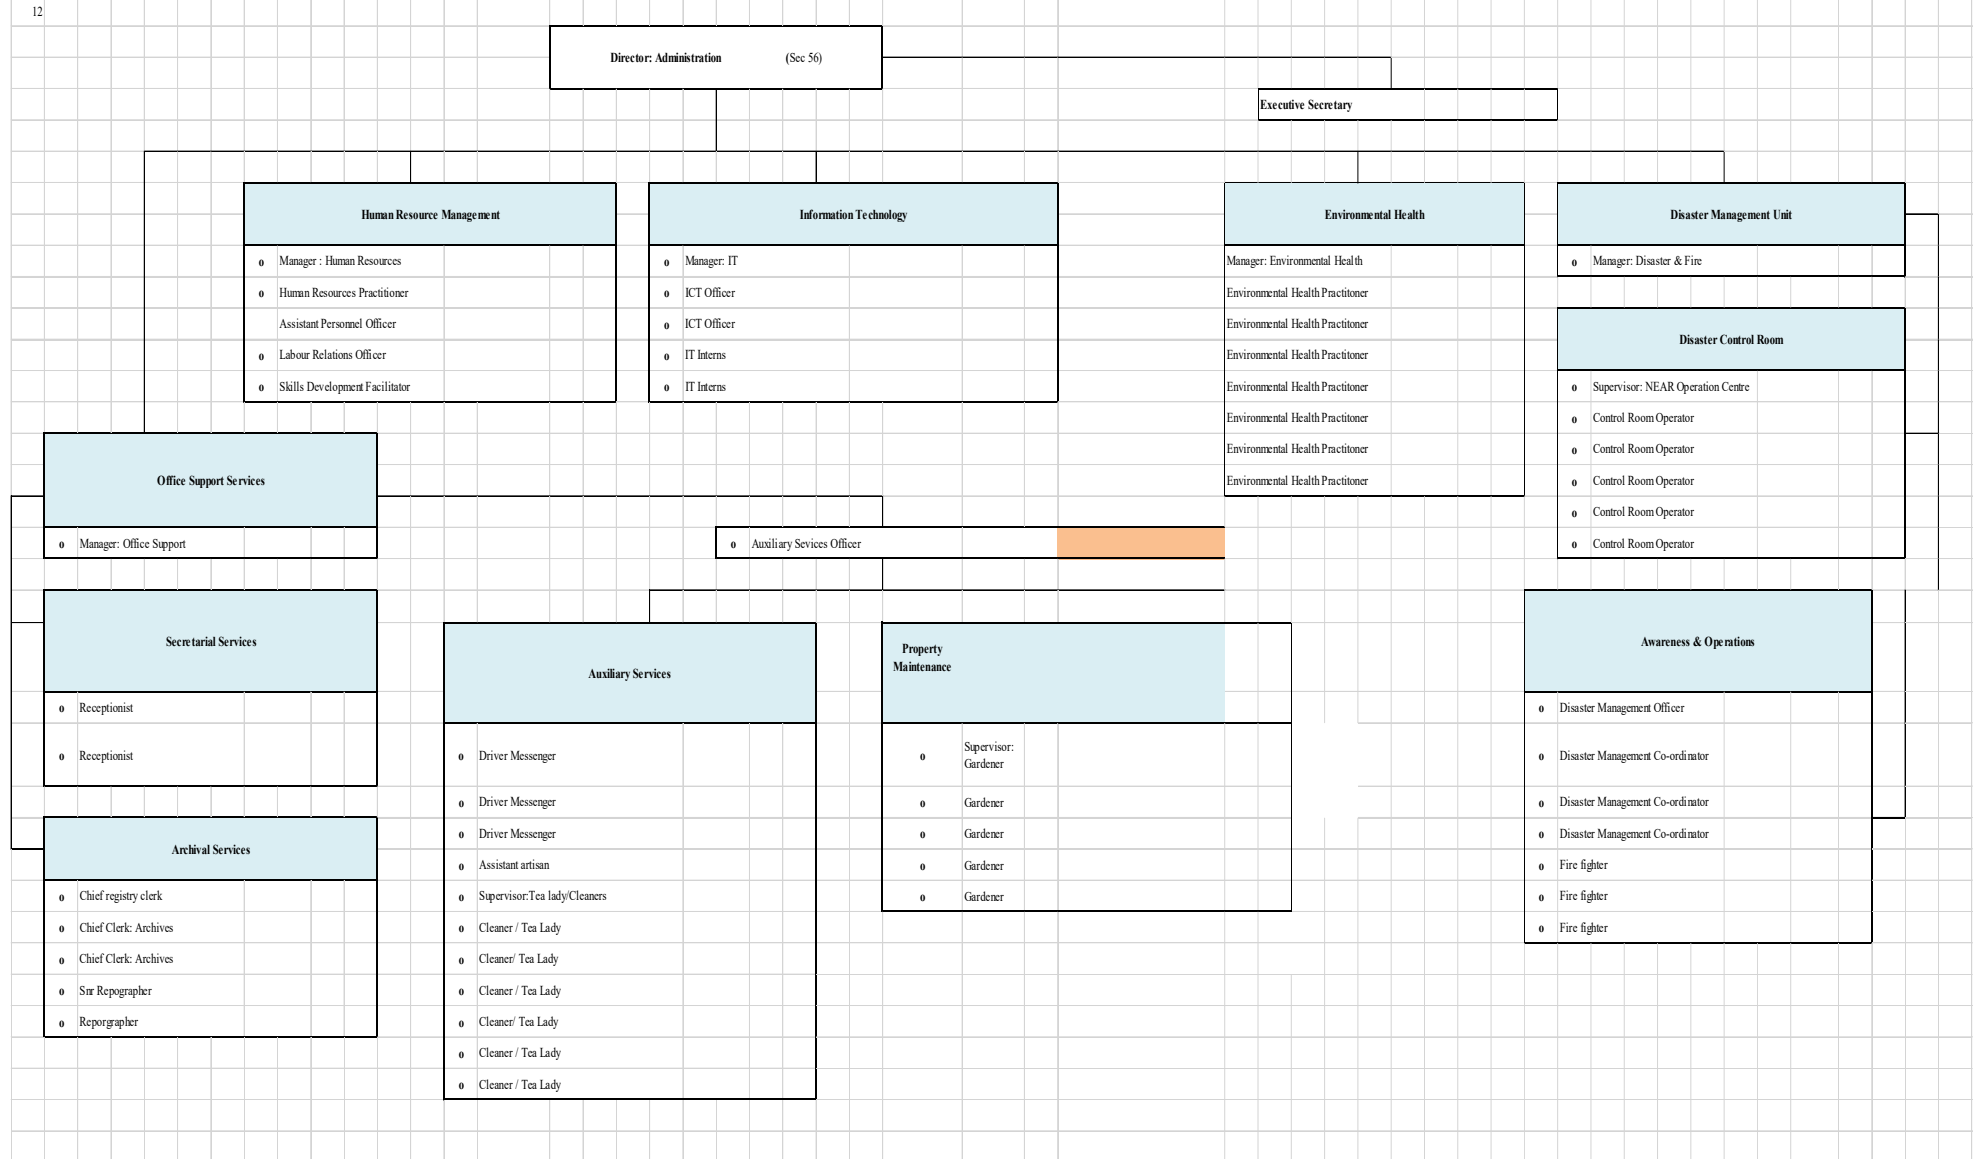 12
Director: Administration (Sec 56)
Executive Secretary
Human Resource Management
o Manager : Human Resources
o Human Resources Practitioner
Assistant Personnel Officer
o Labour Relations Officer
o Skills Development Facilitator
Information Technology
o Manager: IT
o ICT Officer
o ICT Officer
o IT Interns
o IT Interns
Environmental Health
Manager: Environmental Health
Environmental Health Practitoner
Environmental Health Practitoner
Environmental Health Practitoner
Environmental Health Practitoner
Environmental Health Practitoner
Environmental Health Practitoner
Environmental Health Practitoner
Disaster Management Unit
o Manager: Disaster & Fire
Disaster Control Room
o Supervisor: NEAR Operation Centre
o Control Room Operator
o Control Room Operator
o Control Room Operator
o Control Room Operator
o Control Room Operator
Office Support Services
o Manager: Office Support
o Auxiliary Sevices Officer
Secretarial Services
o Receptionist
o Receptionist
Archival Services
o Chief registry clerk
o Chief Clerk: Archives
o Chief Clerk: Archives
o Snr Repographer
o Reporgrapher
Auxiliary Services
o Driver Messenger
o Driver Messenger
o Driver Messenger
o Assistant artisan
o Supervisor:Tea lady/Cleaners
o Cleaner / Tea Lady
o Cleaner/ Tea Lady
o Cleaner / Tea Lady
o Cleaner/ Tea Lady
o Cleaner / Tea Lady
o Cleaner / Tea Lady
Property
Maintenance
o Supervisor:
Gardener
o Gardener
o Gardener
o Gardener
o Gardener
Awareness & Operations
o Disaster Management Officer
o Disaster Management Co-ordinator
o Disaster Management Co-ordinator
o Disaster Management Co-ordinator
o Fire fighter
o Fire fighter
o Fire fighter